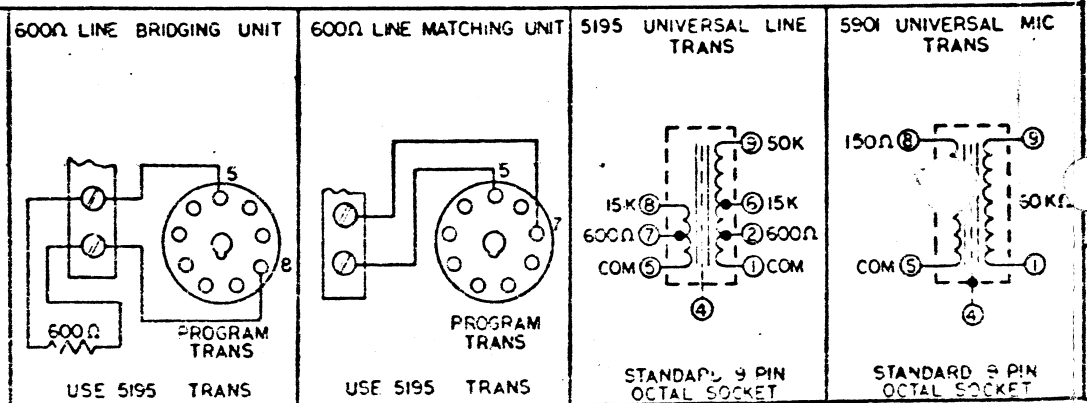 600Ω LINE BRIDGING UNIT
5
8
600Ω
PROGRAM
TRANS
USE 5195 TRANS
600Ω LINE MATCHING UNIT
5
7
PROGRAM
TRANS
USE 5195 TRANS
5195 UNIVERSAL LINE
TRANS
9 50K
15K 8
6 15K
600Ω 7
2 600Ω
COM 5
1 COM
4
STANDARD 9 PIN
OCTAL SOCKET
5901 UNIVERSAL MIC
TRANS
150Ω 8
9
COM 5
1
4
STANDARD 9 PIN
OCTAL SOCKET